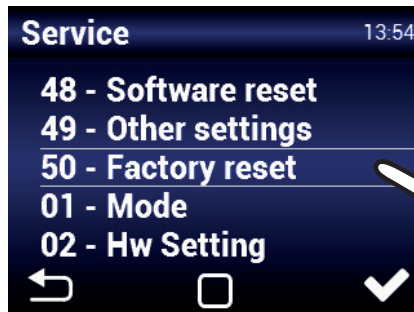 Service 13:54
48 - Software reset
49 - Other settings
50 - Factory reset
01 - Mode
02 - Hw Setting